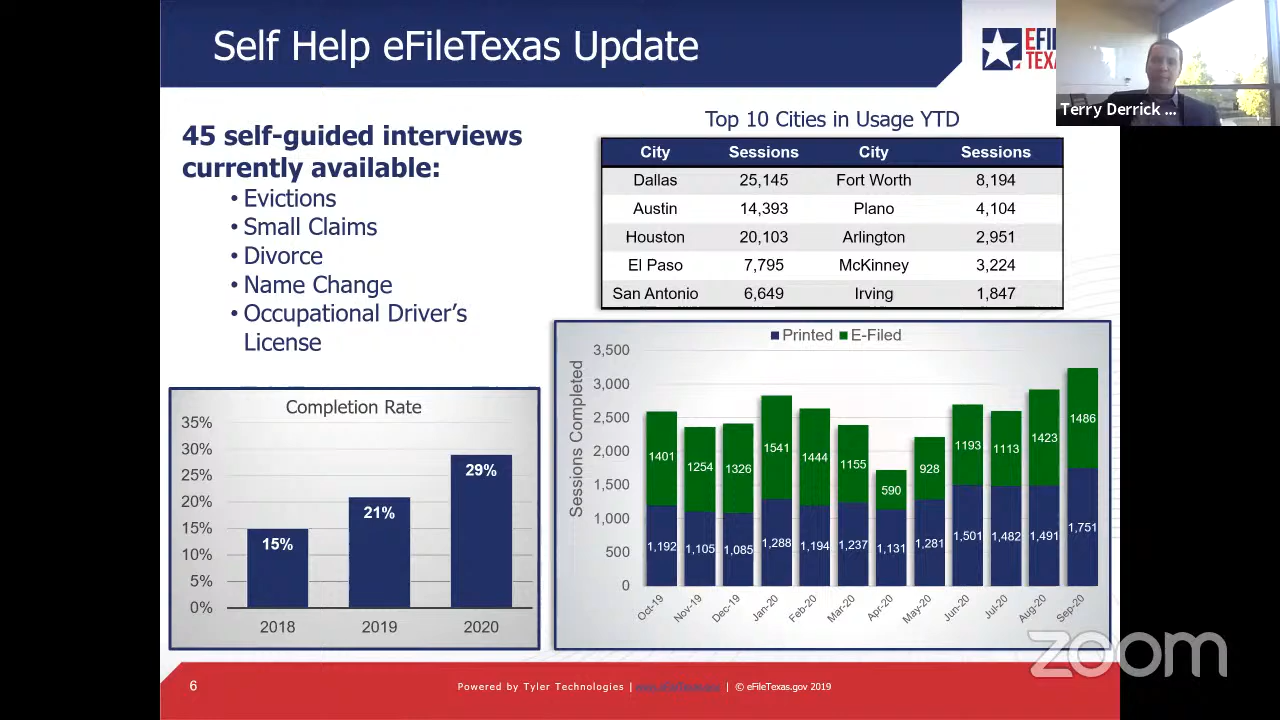 Self Help eFileTexas Update
EFIL
TEXA
Terry Derrick ...
45 self-guided interviews
currently available:
• Evictions
• Small Claims
• Divorce
• Name Change
• Occupational Driver's
License
Top 10 Cities in Usage YTD
City Sessions City Sessions
Dallas 25,145 Fort Worth 8,194
Austin 14,393 Plano 4,104
Houston 20,103 Arlington 2,951
El Paso 7,795 McKinney 3,224
San Antonio 6,649 Irving 1,847
Completion Rate
35%
30%
25%
20%
15%
10%
5%
0%
15%
21%
29%
2018 2019 2020
Printed E-Filed
Sessions Completed
3,500
3,000
2,500
2,000
1,500
1,000
500
0
1401 1254 1326 1541 1444 1155 590 928 1193 1113 1423 1486
1,192 1,105 1,085 1,288 1,194 1,237 1,131 1,281 1,501 1,482 1,491 1,751
Oct-19 Nov-19 Dec-19 Jan-20 Feb-20 Mar-20 Apr-20 May-20 Jun-20 Jul-20 Aug-20 Sep-20
zoom
6
Powered by Tyler Technologies | www.eFileTexas.gov | © eFileTexas.gov 2019